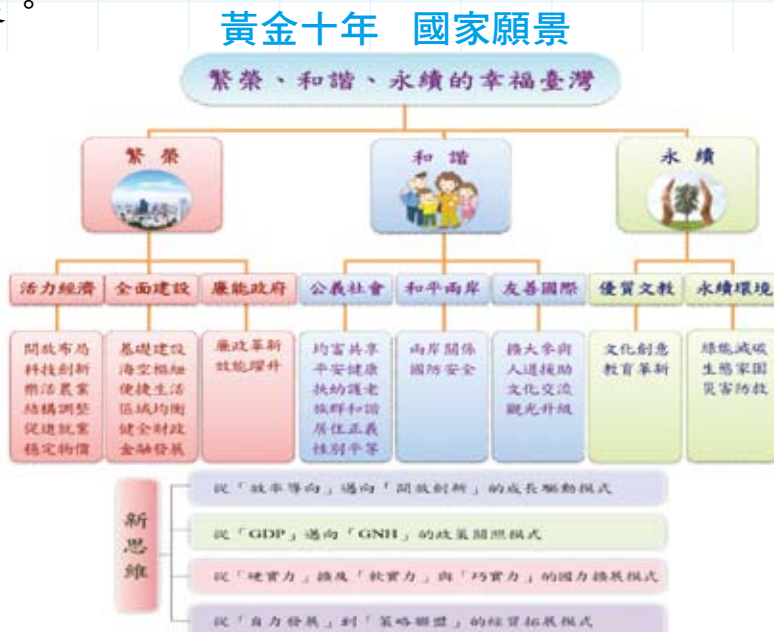 。
黃金十年 國家願景
繁榮、和諧、永續的幸福臺灣
繁榮
和諧
永續
活力經濟
全面建設
廉能政府
公義社會
和平兩岸
友善國際
優質文教
永續環境
開放布局
科技創新
樂活農業
結構調整
促進就業
穩定物價
基礎建設
海空樞紐
便捷生活
區域均衡
健全財政
金融發展
廉政革新
效能躍升
均富共享
平安健康
扶幼護老
族群和諧
居住正義
性別平等
兩岸關係
國防安全
擴大參與
人道援助
文化交流
觀光升級
文化創意
教育革新
綠能減碳
生態家園
災害防救
新思維
從「效率導向」邁向「開放創新」的成長驅動模式
從「GDP」邁向「GNH」的政策關照模式
從「硬實力」擴及「軟實力」與「巧實力」的國力擴展模式
從「自力發展」到「策略聯盟」的經貿拓展模式